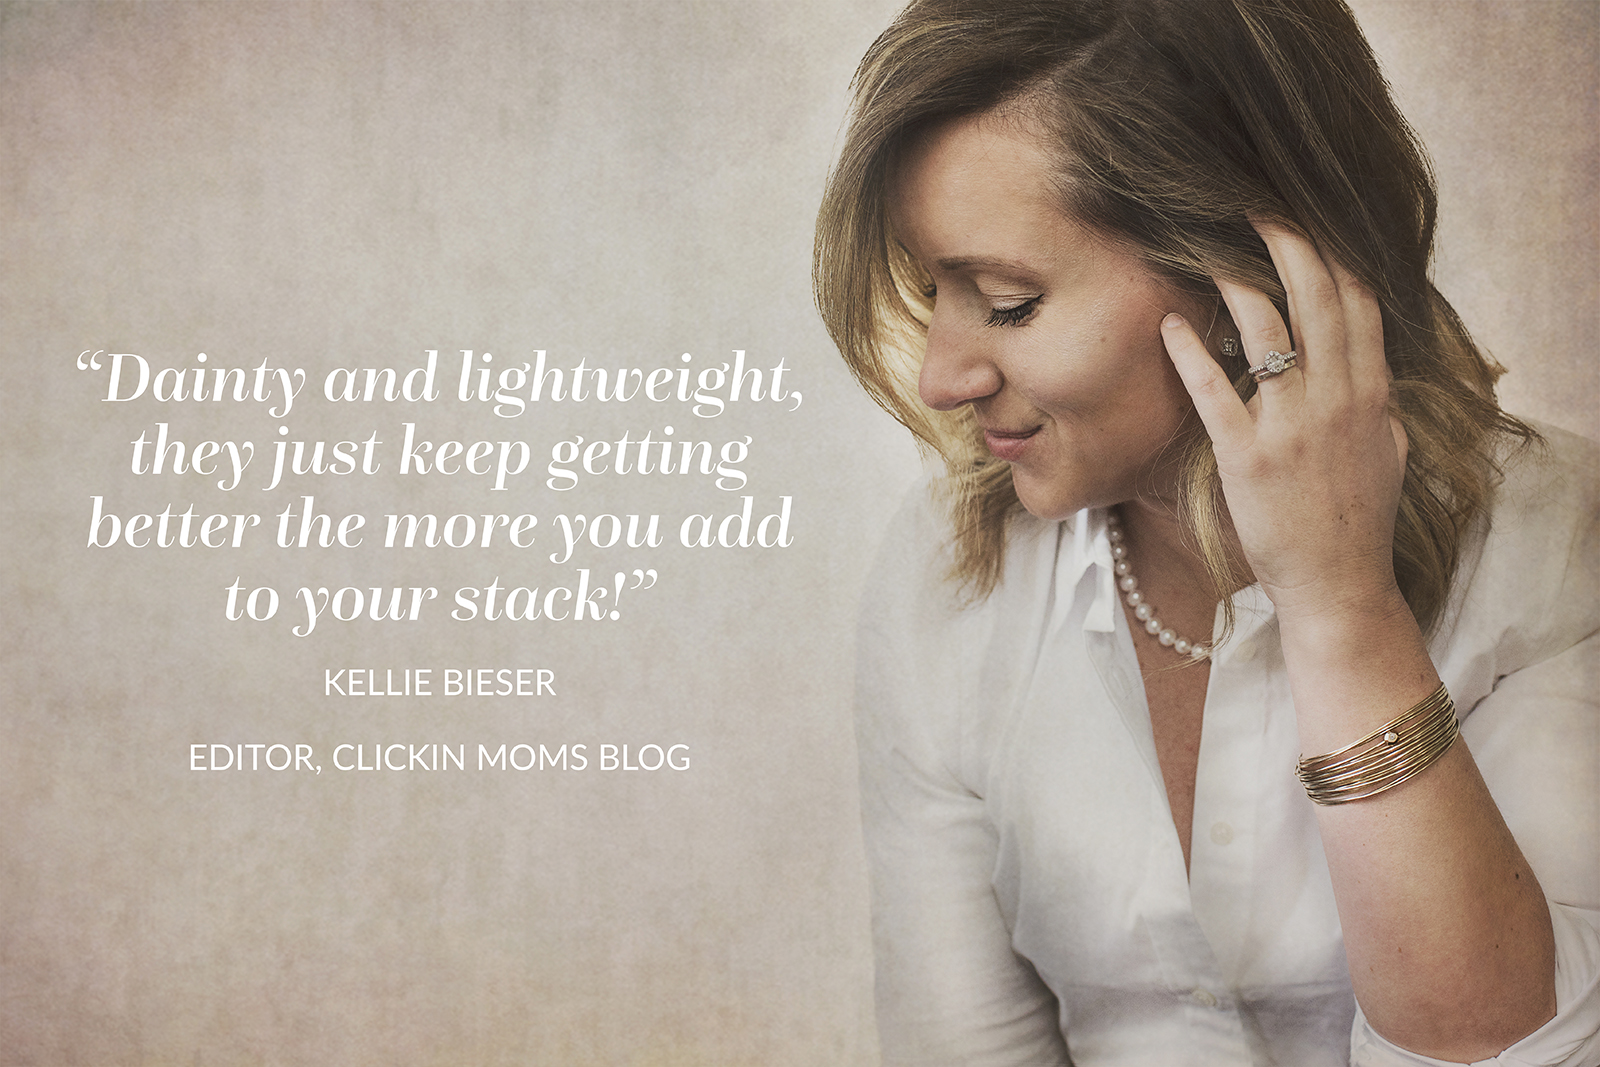 “Dainty and lightweight,
they just keep getting
better the more you add
to your stack!”
KELLIE BIESER
EDITOR, CLICKIN MOMS BLOG